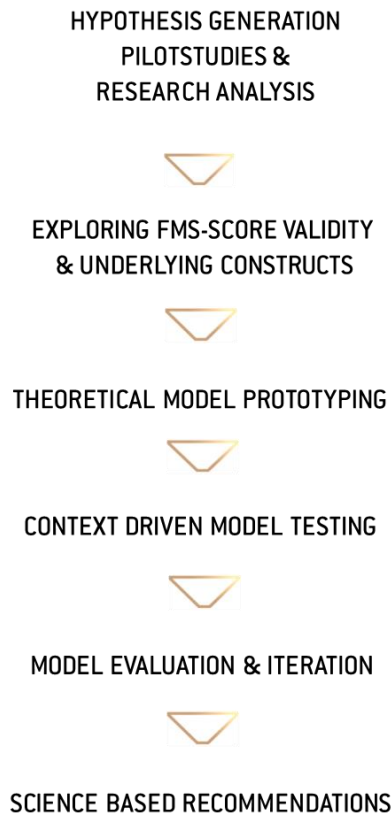 HYPOTHESIS GENERATION
PILOTSTUDIES &
RESEARCH ANALYSIS
EXPLORING FMS-SCORE VALIDITY
& UNDERLYING CONSTRUCTS
THEORETICAL MODEL PROTOTYPING
CONTEXT DRIVEN MODEL TESTING
MODEL EVALUATION & ITERATION
SCIENCE BASED RECOMMENDATIONS